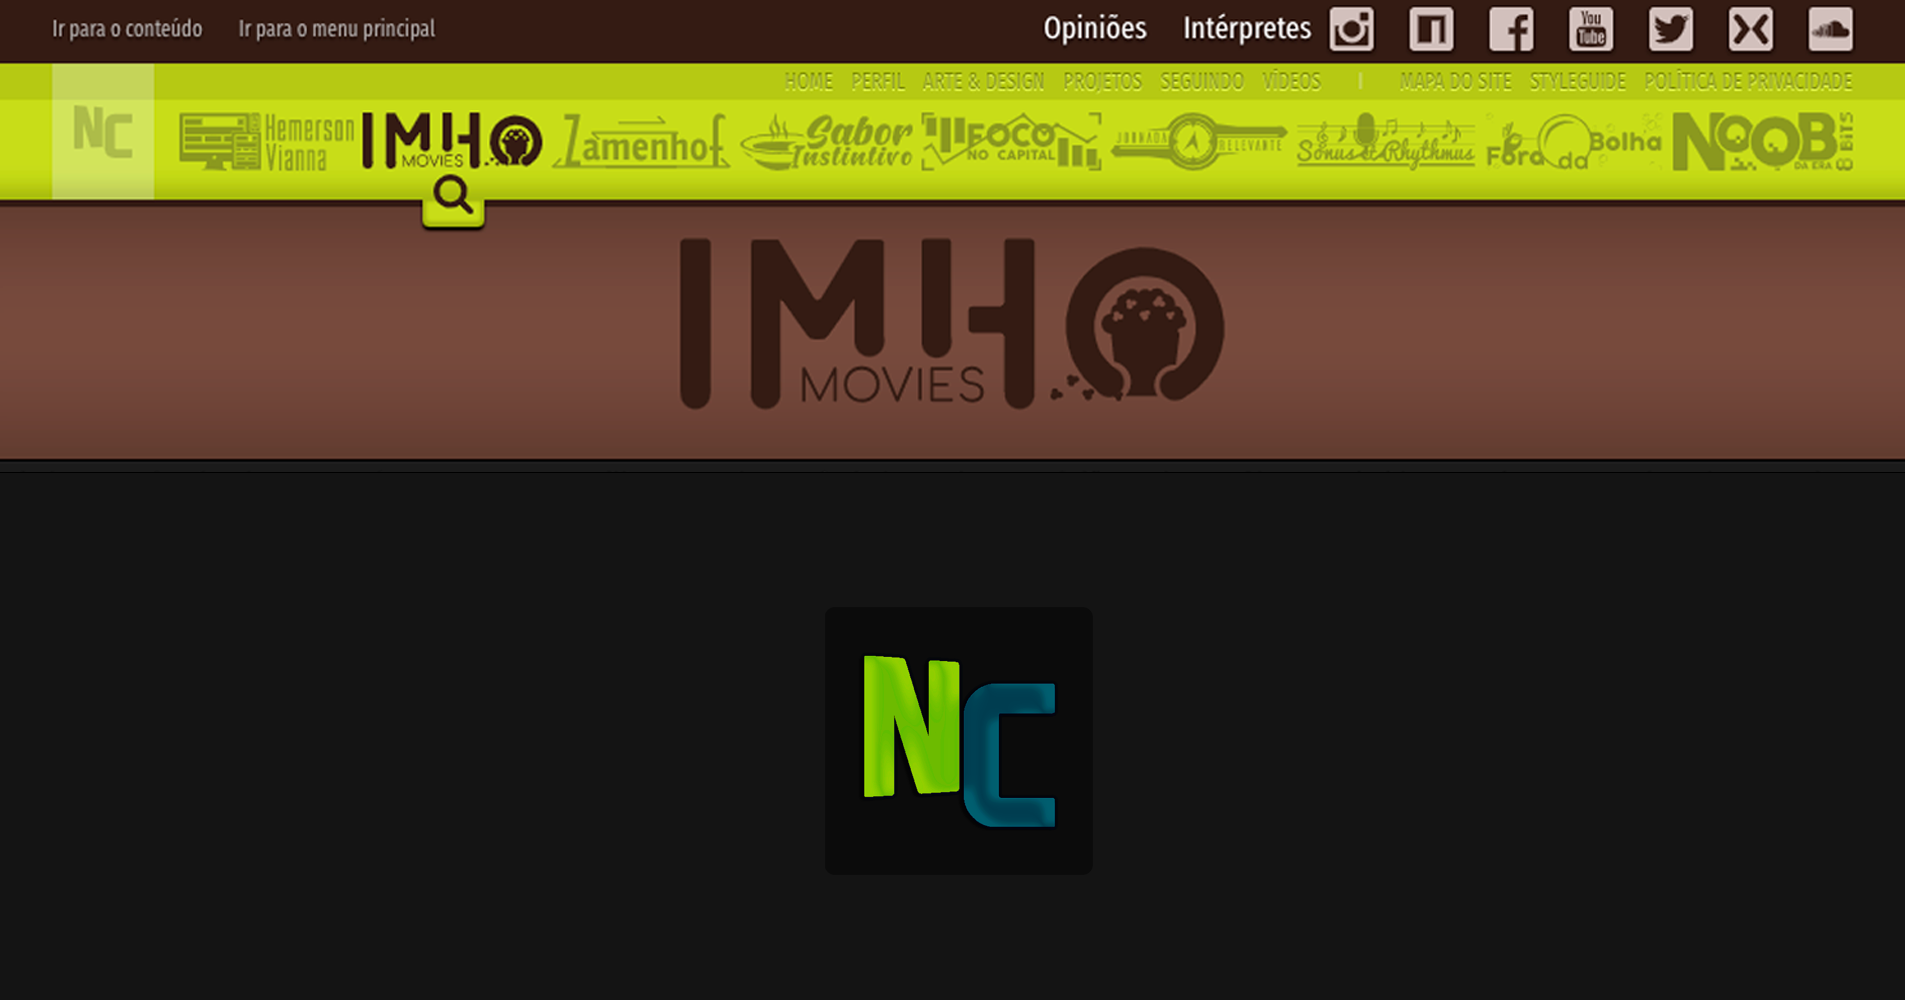 Ir para o conteúdo Ir para o menu principal Opiniões Intérpretes You Tube
HOME PERFIL ARTE & DESIGN PROJETOS SEGUINDO VÍDEOS | MAPA DO SITE STYLEGUIDE POLÍTICA DE PRIVACIDADE
NC
Hemerson Vianna
IMHO MOVIES
Zamenhof
Sabor Instintivo
FOCO NO CAPITAL
JORNADA RELEVANTE
Sonus et Rhythmus
Fora da Bolha
NOOB DA ERA 8 BITS
IMHO
MOVIES
NC